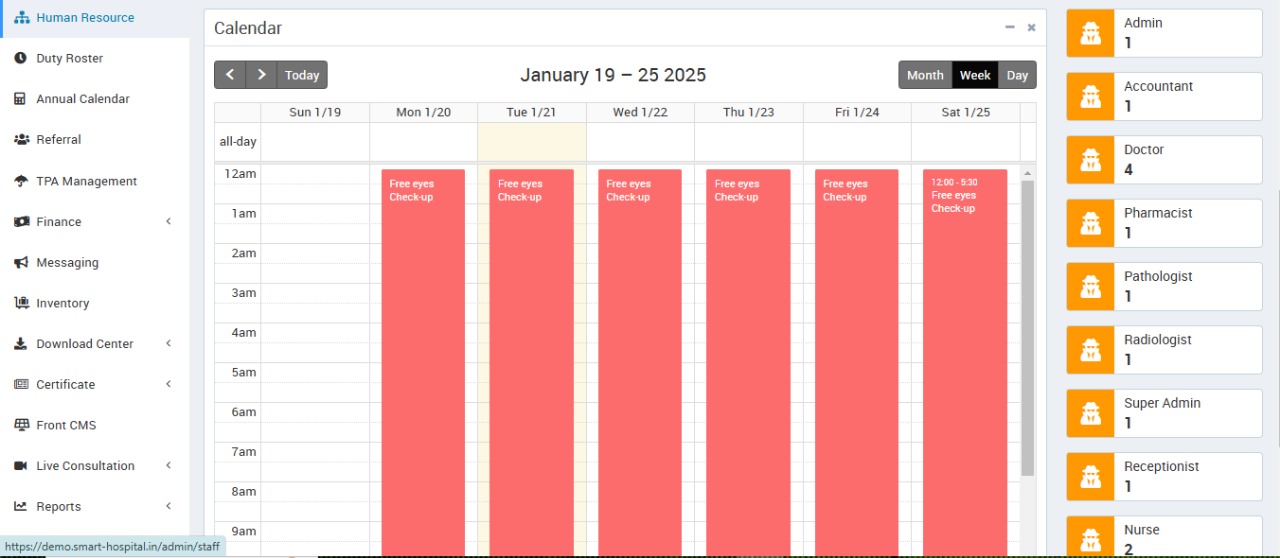 Human Resource
Duty Roster
Annual Calendar
Referral
TPA Management
Finance
Messaging
Inventory
Download Center
Certificate
Front CMS
Live Consultation
Reports
https://demo.smart-hospital.in/admin/staff
Calendar
Today
January 19 – 25 2025
Month Week Day
Sun 1/19 Mon 1/20 Tue 1/21 Wed 1/22 Thu 1/23 Fri 1/24 Sat 1/25
all-day
12am
1am
2am
3am
4am
5am
6am
7am
8am
9am
Free eyes
Check-up
Free eyes
Check-up
Free eyes
Check-up
Free eyes
Check-up
Free eyes
Check-up
12:00 - 5:30
Free eyes
Check-up
Admin
1
Accountant
1
Doctor
4
Pharmacist
1
Pathologist
1
Radiologist
1
Super Admin
1
Receptionist
1
Nurse
2